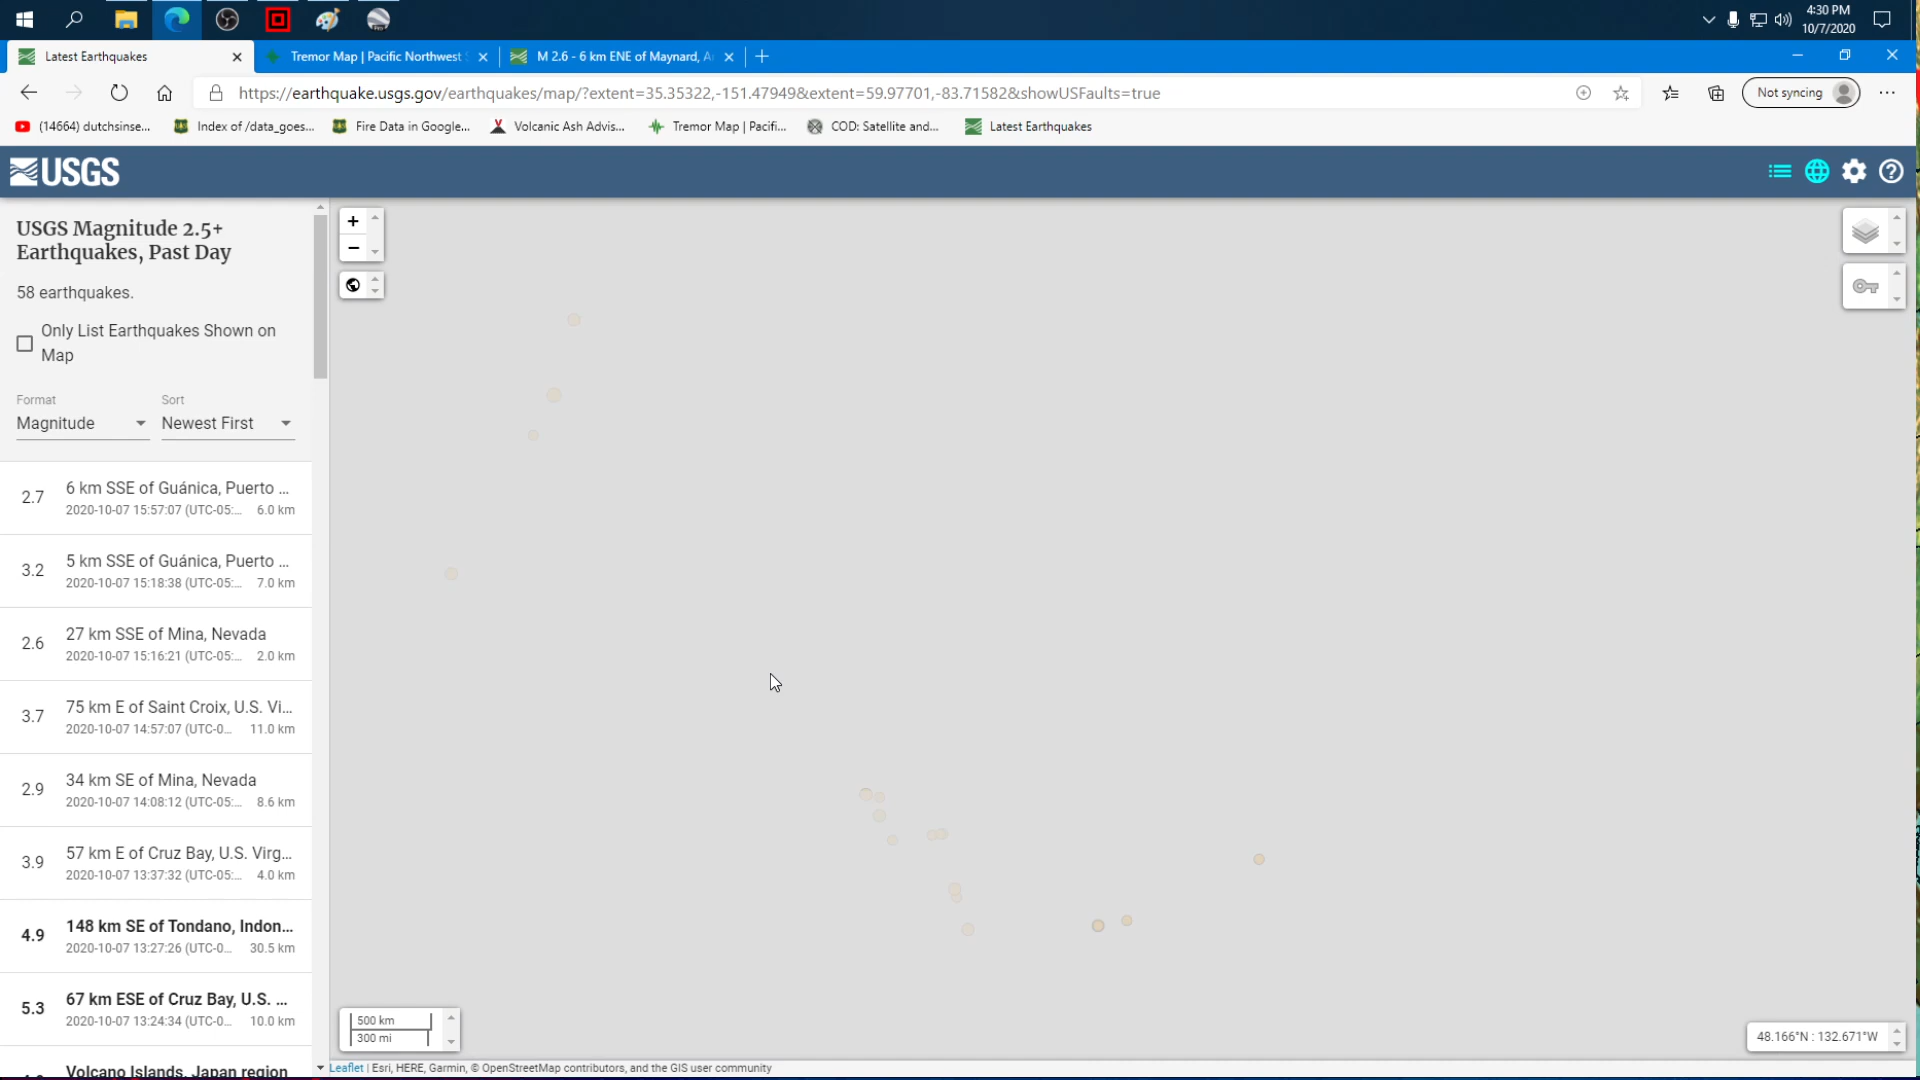 4:30 PM
10/7/2020
Latest Earthquakes
Tremor Map | Pacific Northwest
M 2.6 - 6 km ENE of Maynard, A
https://earthquake.usgs.gov/earthquakes/map/?extent=35.35322,-151.47949&extent=59.97701,-83.71582&showUSFaults=true
Not syncing
(14664) dutchsinse...
Index of /data_goes...
Fire Data in Google...
Volcanic Ash Advis...
Tremor Map | Pacifi...
COD: Satellite and...
Latest Earthquakes
USGS
USGS Magnitude 2.5+
Earthquakes, Past Day
58 earthquakes.
Only List Earthquakes Shown on
Map
Format
Sort
Magnitude
Newest First
2.7
6 km SSE of Guánica, Puerto ...
2020-10-07 15:57:07 (UTC-05:... 6.0 km
3.2
5 km SSE of Guánica, Puerto ...
2020-10-07 15:18:38 (UTC-05:... 7.0 km
2.6
27 km SSE of Mina, Nevada
2020-10-07 15:16:21 (UTC-05:... 2.0 km
3.7
75 km E of Saint Croix, U.S. Vi...
2020-10-07 14:57:07 (UTC-0... 11.0 km
2.9
34 km SE of Mina, Nevada
2020-10-07 14:08:12 (UTC-05:... 8.6 km
3.9
57 km E of Cruz Bay, U.S. Virg...
2020-10-07 13:37:32 (UTC-05:... 4.0 km
4.9
148 km SE of Tondano, Indon...
2020-10-07 13:27:26 (UTC-0... 30.5 km
5.3
67 km ESE of Cruz Bay, U.S. ...
2020-10-07 13:24:34 (UTC-0... 10.0 km
Volcano Islands, Japan region
500 km
300 mi
48.166°N : 132.671°W
Leaflet | Esri, HERE, Garmin, © OpenStreetMap contributors, and the GIS user community